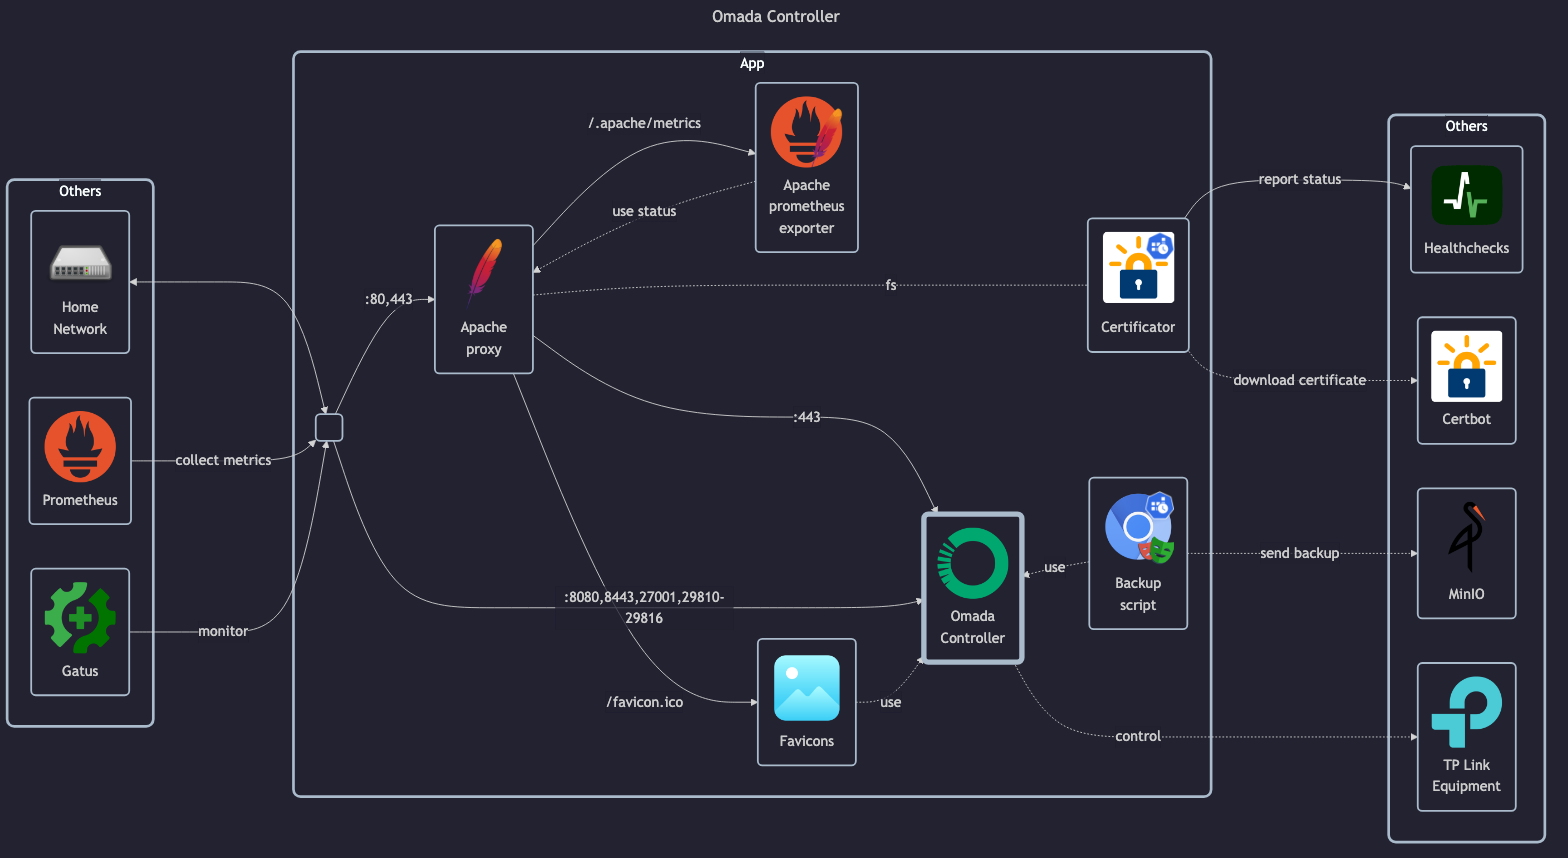 Omada Controller
App
Others
Home
Network
Prometheus
Gatus
collect metrics
monitor
:80,443
Apache
proxy
/.apache/metrics
use status
Apache
prometheus
exporter
fs
:443
:8080,8443,27001,29810-
29816
/favicon.ico
Favicons
use
Omada
Controller
use
Backup
script
Certificator
report status
download certificate
send backup
control
Others
Healthchecks
Certbot
MinIO
TP Link
Equipment